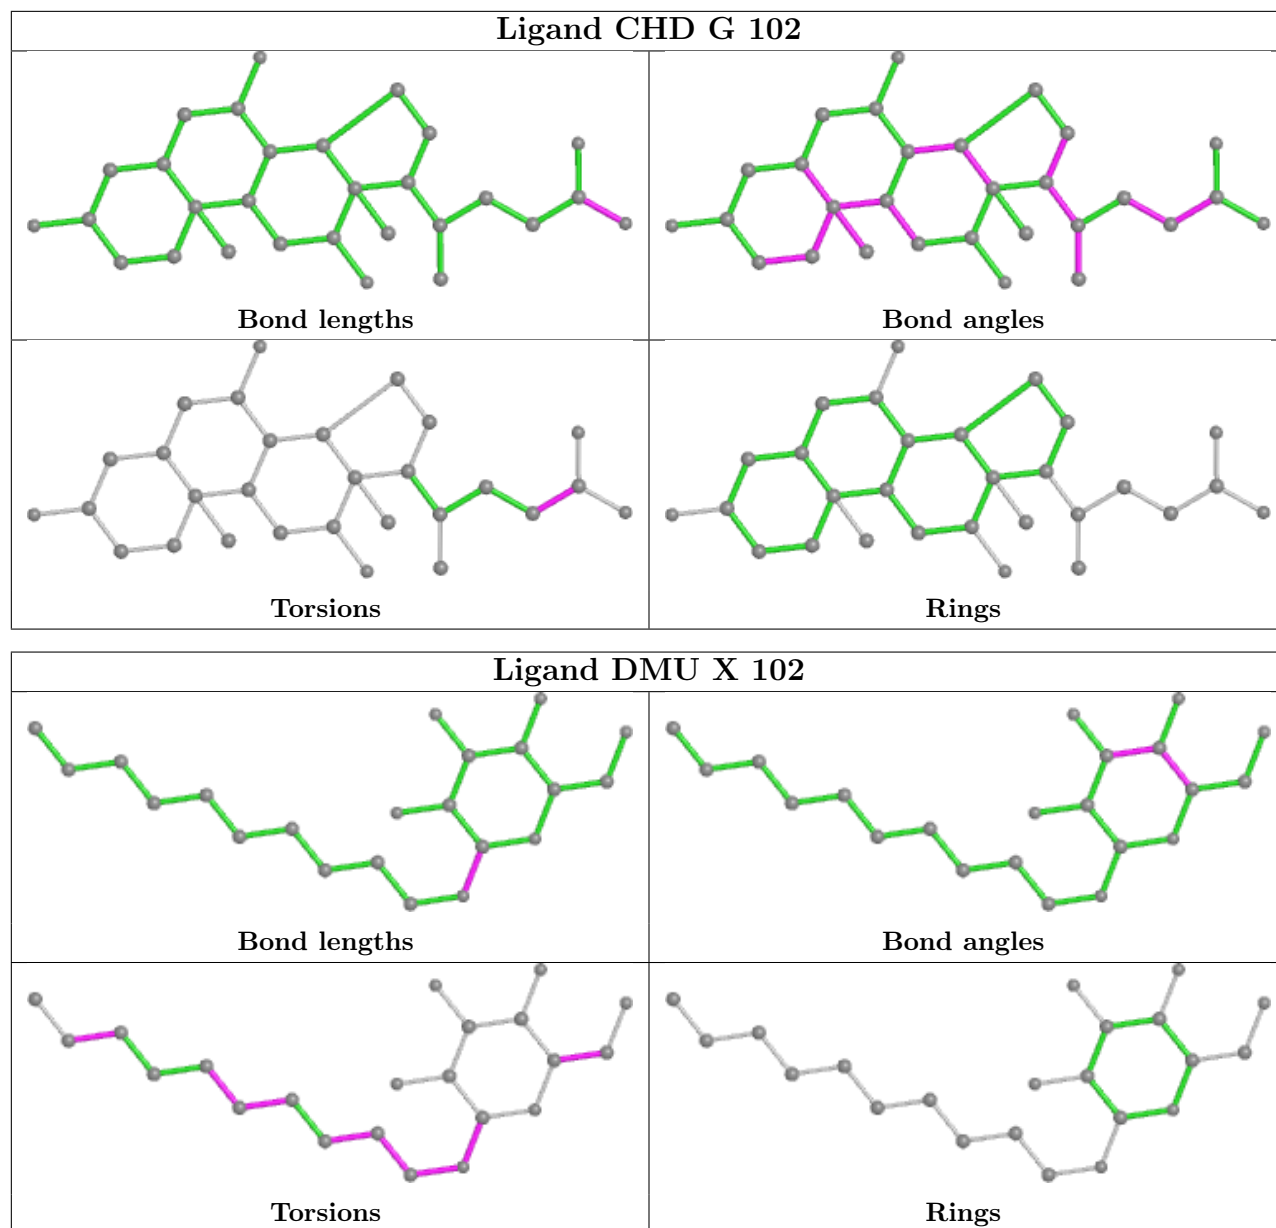 Ligand CHD G 102
Bond lengths
Bond angles
Torsions
Rings
Ligand DMU X 102
Bond lengths
Bond angles
Torsions
Rings